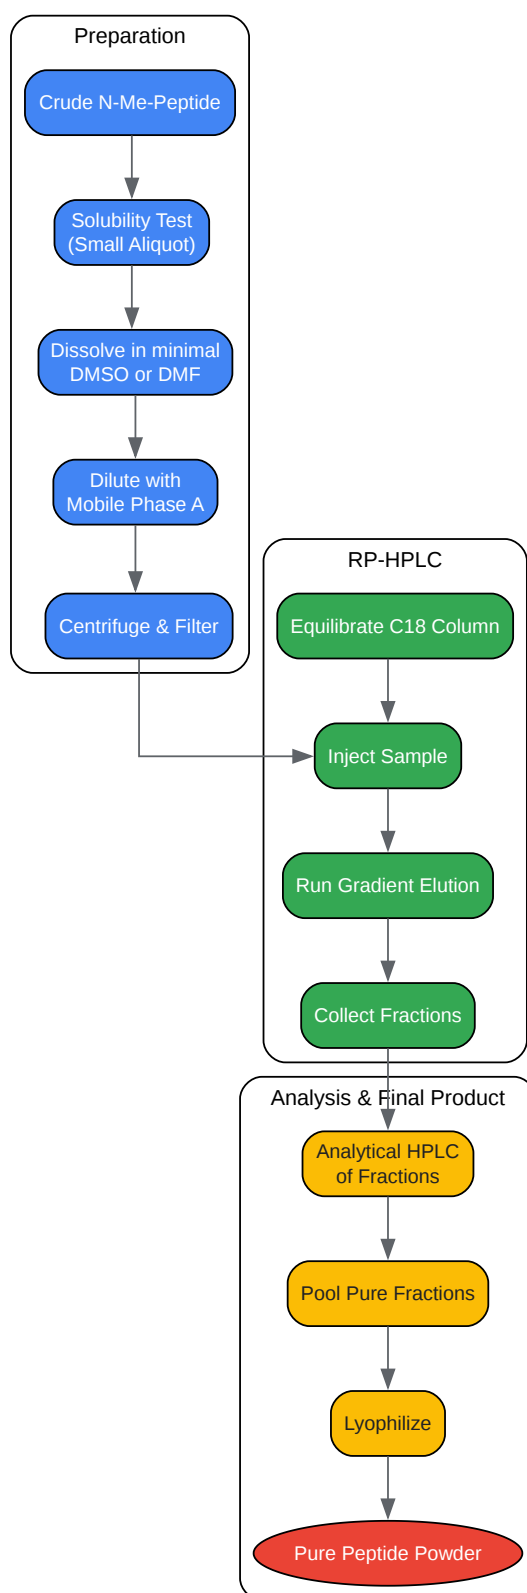 Preparation
Crude N-Me-Peptide
Solubility Test
(Small Aliquot)
Dissolve in minimal
DMSO or DMF
Dilute with
Mobile Phase A
Centrifuge & Filter
RP-HPLC
Equilibrate C18 Column
Inject Sample
Run Gradient Elution
Collect Fractions
Analysis & Final Product
Analytical HPLC
of Fractions
Pool Pure Fractions
Lyophilize
Pure Peptide Powder